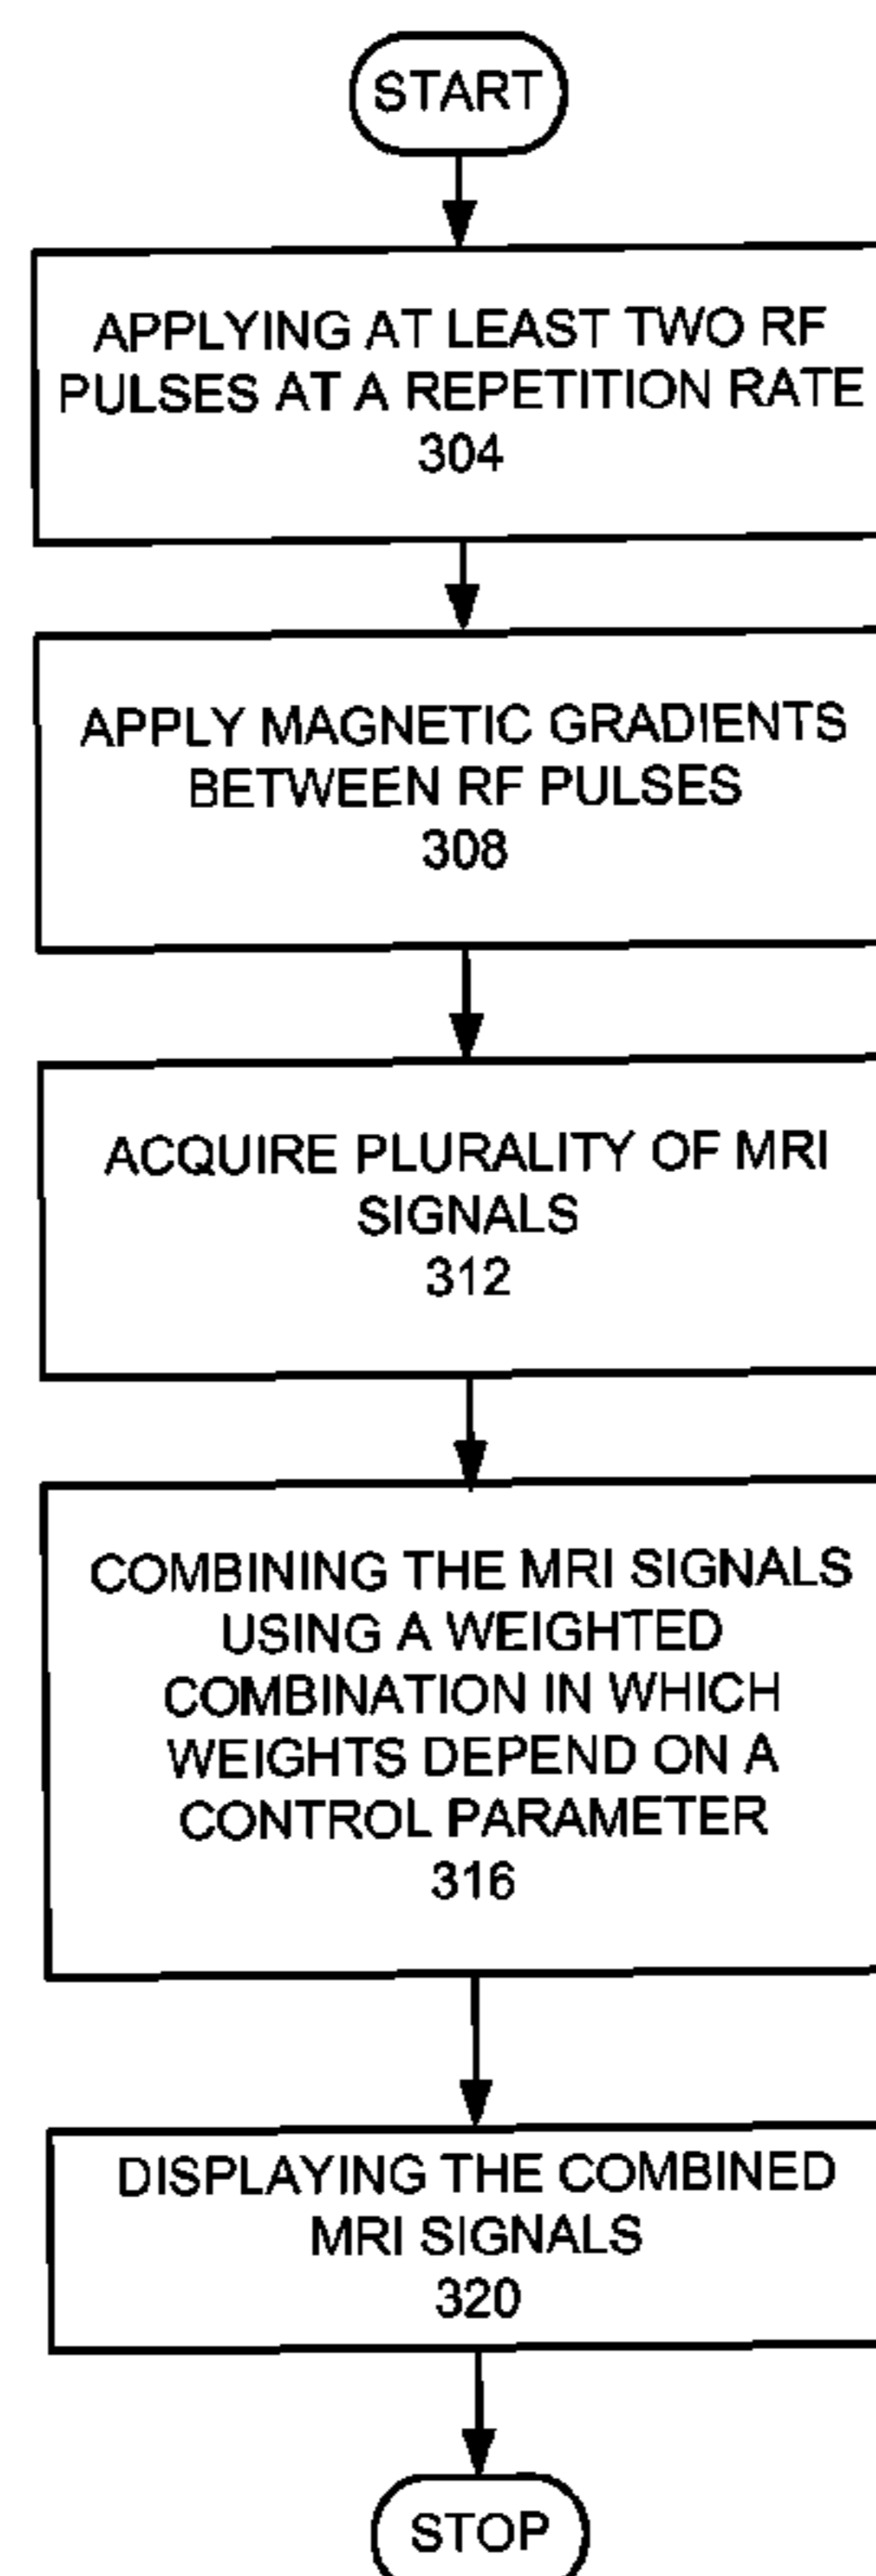 START
APPLYING AT LEAST TWO RF
PULSES AT A REPETITION RATE
304
APPLY MAGNETIC GRADIENTS
BETWEEN RF PULSES
308
ACQUIRE PLURALITY OF MRI
SIGNALS
312
COMBINING THE MRI SIGNALS
USING A WEIGHTED
COMBINATION IN WHICH
WEIGHTS DEPEND ON A
CONTROL PARAMETER
316
DISPLAYING THE COMBINED
MRI SIGNALS
320
STOP